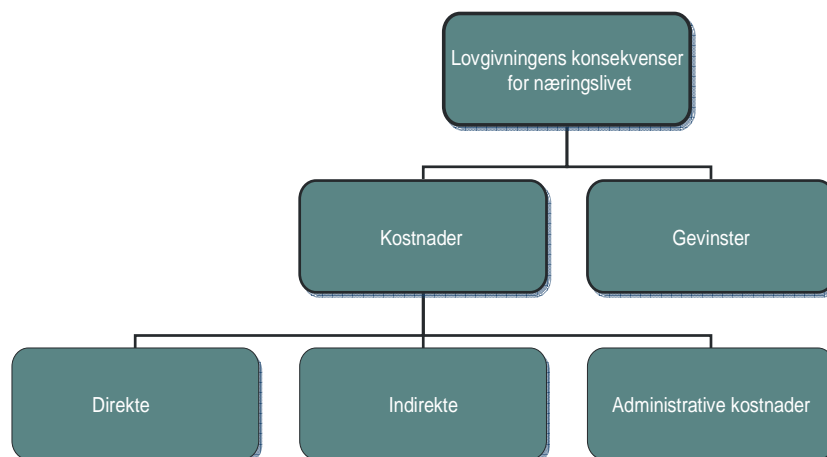 Lovgivningens konsekvenser
for næringslivet
Kostnader
Gevinster
Direkte
Indirekte
Administrative kostnader